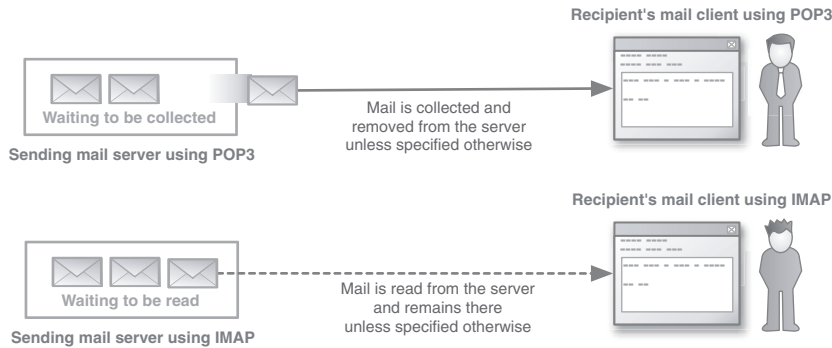 Recipient's mail client using POP3
Waiting to be collected
Mail is collected and
removed from the server
unless specified otherwise
Sending mail server using POP3
Recipient's mail client using IMAP
Waiting to be read
Mail is read from the server
and remains there
unless specified otherwise
Sending mail server using IMAP